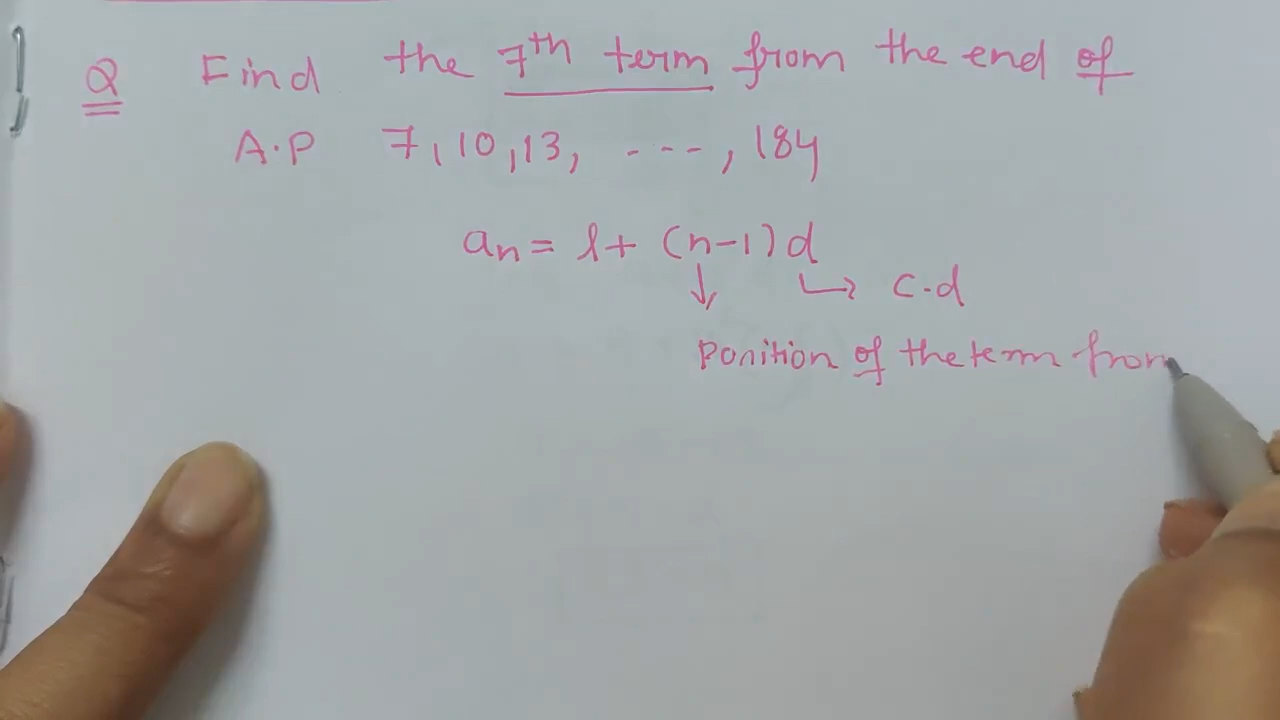 Q Find the 7th term from the end of
A.P 7, 10, 13, ---, 184
an = l + (n-1)d
↓ ↳ C.d
Position of the term from